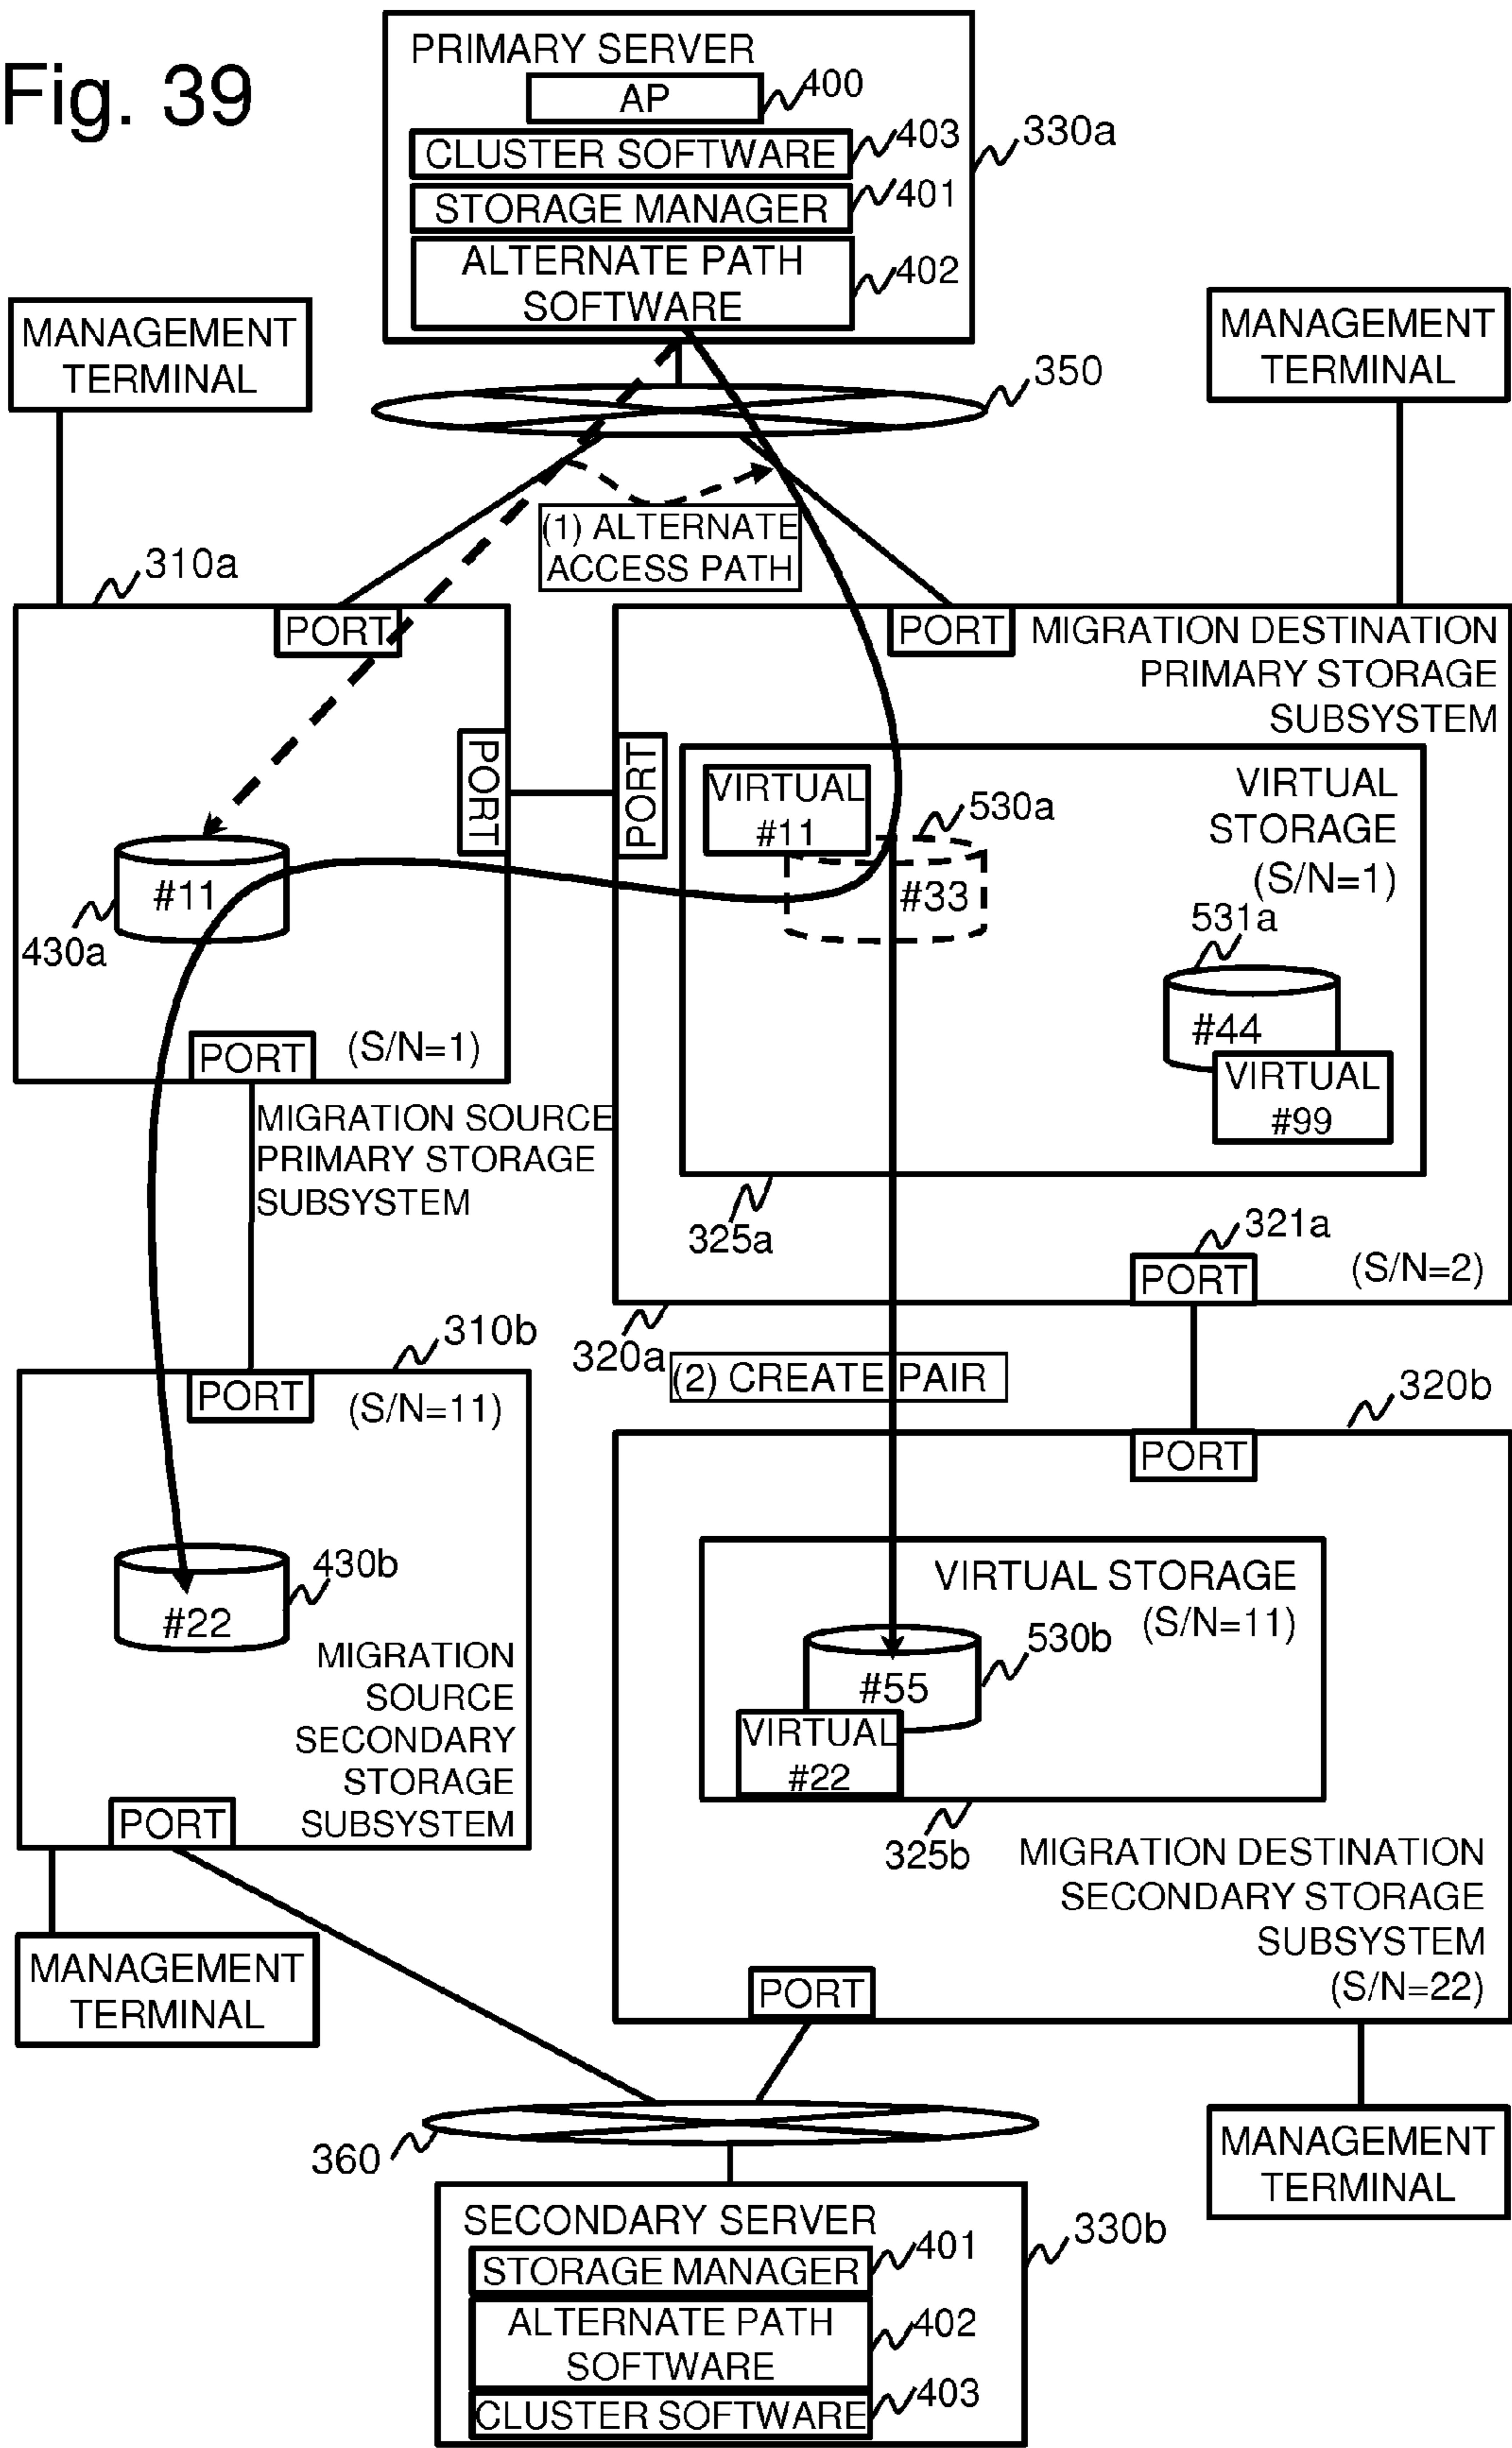 Fig. 39
PRIMARY SERVER
AP
400
CLUSTER SOFTWARE
403
330a
STORAGE MANAGER
401
ALTERNATE PATH
SOFTWARE
402
MANAGEMENT
TERMINAL
MANAGEMENT
TERMINAL
350
(1) ALTERNATE
ACCESS PATH
310a
PORT
PORT
MIGRATION DESTINATION
PRIMARY STORAGE
SUBSYSTEM
PORT
PORT
VIRTUAL
#11
530a
VIRTUAL
STORAGE
(S/N=1)
#11
430a
#33
531a
#44
VIRTUAL
#99
PORT
(S/N=1)
MIGRATION SOURCE
PRIMARY STORAGE
SUBSYSTEM
325a
321a
PORT
(S/N=2)
310b
320a
(2) CREATE PAIR
320b
PORT
(S/N=11)
PORT
430b
#22
VIRTUAL STORAGE
(S/N=11)
530b
#55
VIRTUAL
#22
MIGRATION
SOURCE
SECONDARY
STORAGE
SUBSYSTEM
PORT
325b
MIGRATION DESTINATION
SECONDARY STORAGE
SUBSYSTEM
(S/N=22)
MANAGEMENT
TERMINAL
PORT
360
MANAGEMENT
TERMINAL
SECONDARY SERVER
330b
STORAGE MANAGER
401
ALTERNATE PATH
SOFTWARE
402
CLUSTER SOFTWARE
403